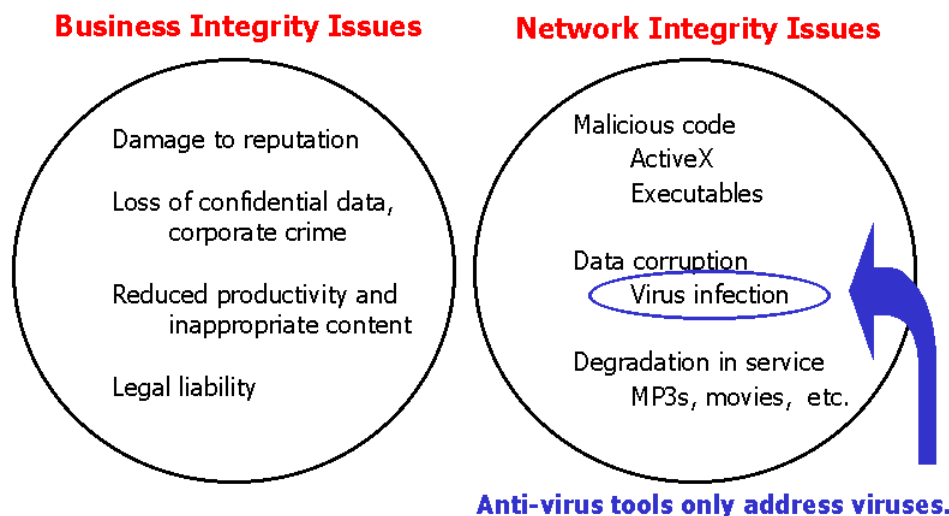 Business Integrity Issues
Damage to reputation
Loss of confidential data,
corporate crime
Reduced productivity and
inappropriate content
Legal liability
Network Integrity Issues
Malicious code
ActiveX
Executables
Data corruption
Virus infection
Degradation in service
MP3s, movies, etc.
Anti-virus tools only address viruses.